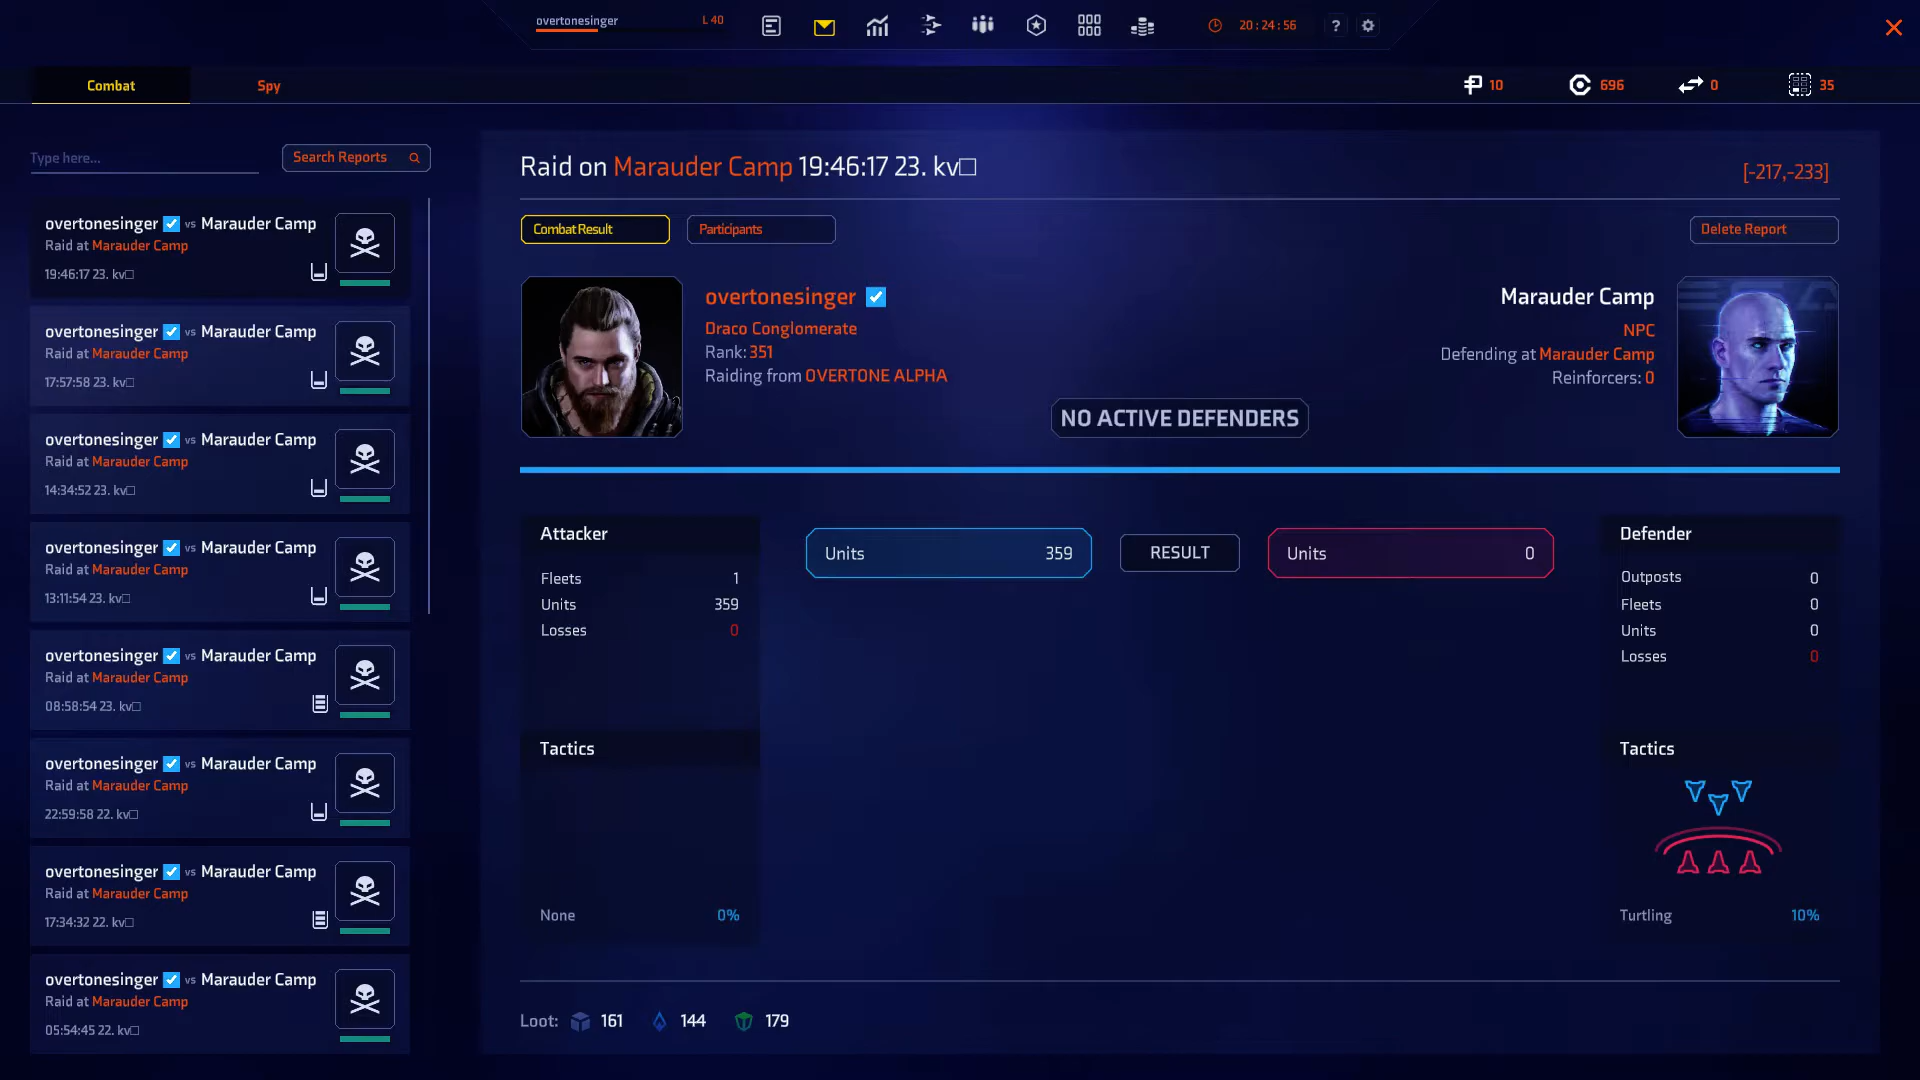 overtonesinger L 40
20:24:56 ?
Combat Spy
10 696 0 35
Type here... Search Reports
overtonesinger vs Marauder Camp
Raid at Marauder Camp
19:46:17 23. kv□
overtonesinger vs Marauder Camp
Raid at Marauder Camp
17:57:58 23. kv□
overtonesinger vs Marauder Camp
Raid at Marauder Camp
14:34:52 23. kv□
overtonesinger vs Marauder Camp
Raid at Marauder Camp
13:11:54 23. kv□
overtonesinger vs Marauder Camp
Raid at Marauder Camp
08:58:54 23. kv□
overtonesinger vs Marauder Camp
Raid at Marauder Camp
22:59:58 22. kv□
overtonesinger vs Marauder Camp
Raid at Marauder Camp
17:34:32 22. kv□
overtonesinger vs Marauder Camp
Raid at Marauder Camp
05:54:45 22. kv□
Raid on Marauder Camp 19:46:17 23. kv□
[-217,-233]
Combat Result Participants Delete Report
overtonesinger
Draco Conglomerate
Rank: 351
Raiding from OVERTONE ALPHA
Marauder Camp
NPC
Defending at Marauder Camp
Reinforcers: 0
NO ACTIVE DEFENDERS
Attacker
Fleets 1
Units 359
Losses 0
Tactics
None 0%
Units 359
RESULT
Units 0
Defender
Outposts 0
Fleets 0
Units 0
Losses 0
Tactics
Turtling 10%
Loot: 161 144 179